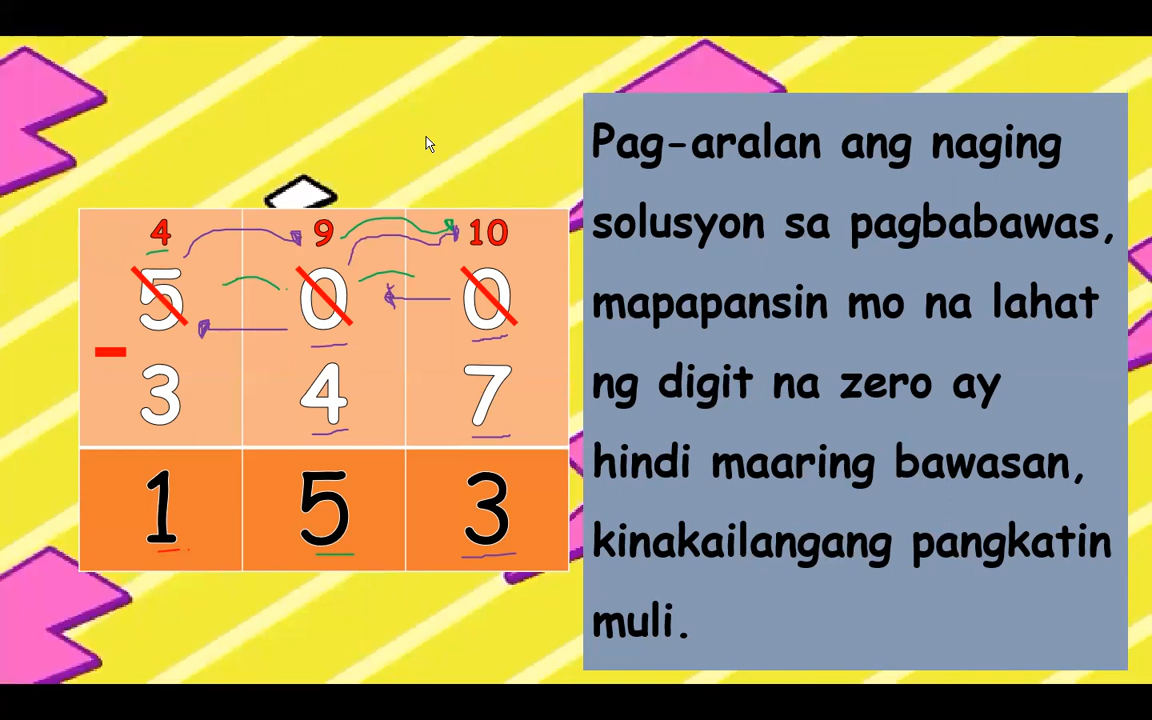 4 9 10
5 0 0
- 3 4 7
1 5 3
Pag-aralan ang naging
solusyon sa pagbabawas,
mapapansin mo na lahat
ng digit na zero ay
hindi maaring bawasan,
kinakailangang pangkatin
muli.